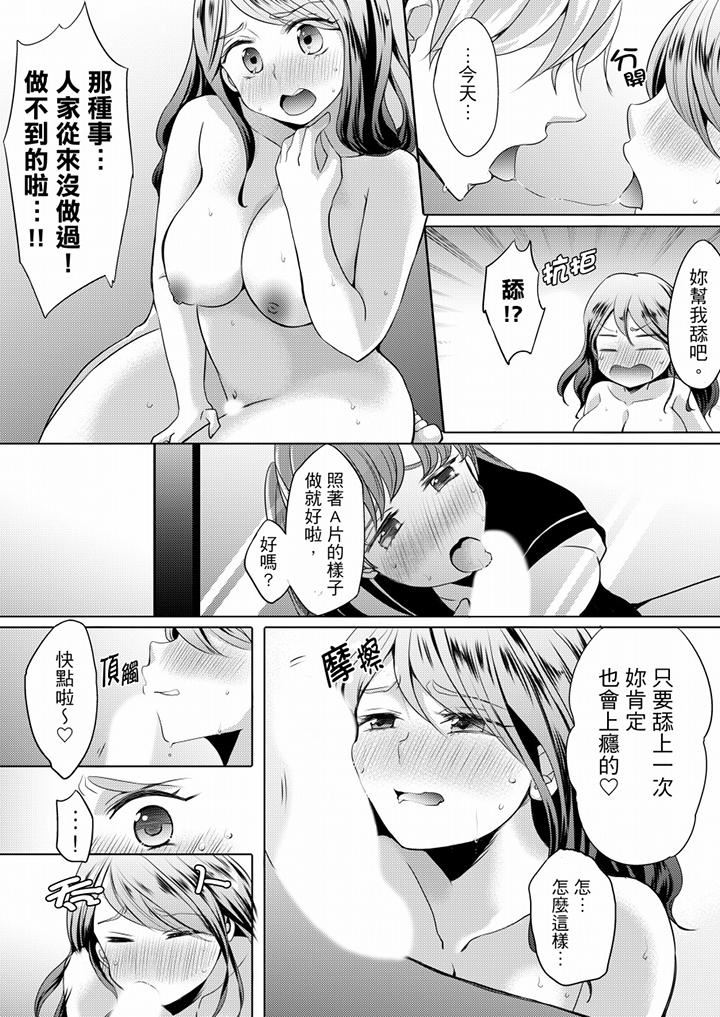 分開
…今天…
妳幫我舔吧。
抗拒
舔!?
那種事…
人家從來沒做過！
做不到的啦…!!
照著A片的樣子
做就好啦，
好嗎？
只要舔上一次
妳肯定
也會上癮的♡
摩擦
怎…
怎麼這樣…
頂觸
快點啦～♡
…！